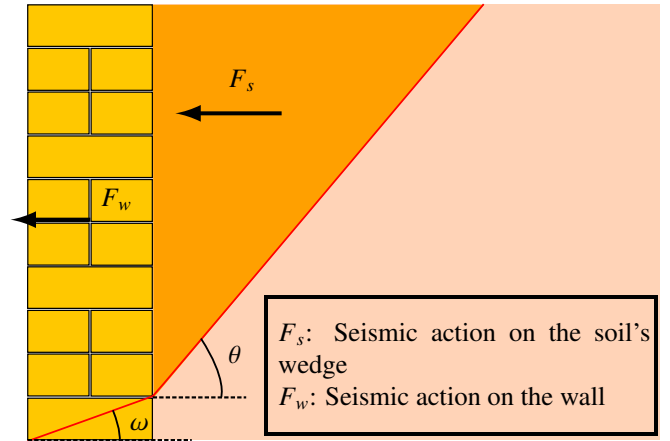 F_s
F_w
θ
ω
F_s: Seismic action on the soil's
wedge
F_w: Seismic action on the wall